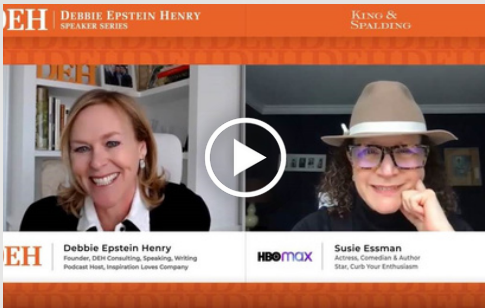 DEH
DEBBIE EPSTEIN HENRY
SPEAKER SERIES
KING &
SPALDING
DEH
Debbie Epstein Henry
Founder, DEH Consulting, Speaking, Writing
Podcast Host, Inspiration Loves Company
HBOmax
Susie Essman
Actress, Comedian & Author
Star, Curb Your Enthusiasm